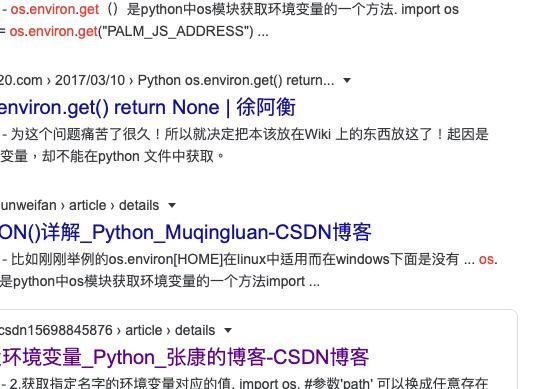 - os.environ.get（）是python中os模块获取环境变量的一个方法. import os
= os.environ.get("PALM_JS_ADDRESS") ...
20.com › 2017/03/10 › Python os.environ.get() return...
environ.get() return None | 徐阿衡
- 为这个问题痛苦了很久！所以就决定把本该放在Wiki 上的东西放这了！起因是
变量，却不能在python 文件中获取。
unweifan › article › details
ON()详解_Python_Muqingluan-CSDN博客
- 比如刚刚举例的os.environ[HOME]在linux中适用而在windows下面是没有 ... os.
是python中os模块获取环境变量的一个方法import ...
csdn15698845876 › article › details
环境变量_Python_张康的博客-CSDN博客
- 2.获取指定名字的环境变量对应的值. import os. #参数'path' 可以换成任意存在